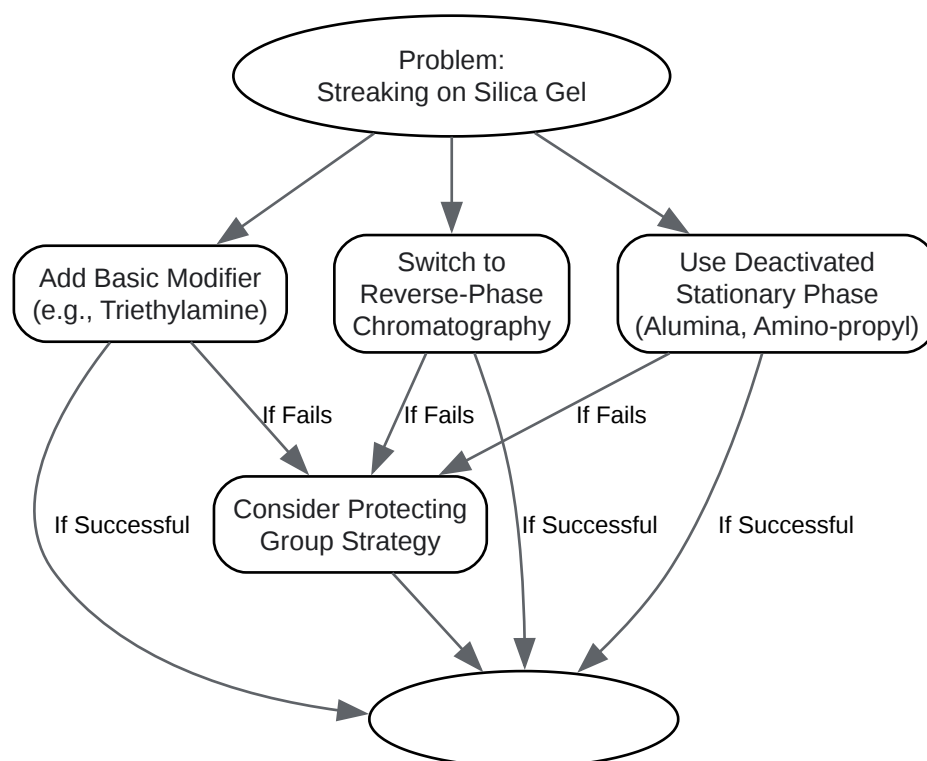 Problem:
Streaking on Silica Gel
Add Basic Modifier
(e.g., Triethylamine)
Switch to
Reverse-Phase
Chromatography
Use Deactivated
Stationary Phase
(Alumina, Amino-propyl)
If Fails
If Fails
If Fails
Consider Protecting
Group Strategy
If Successful
If Successful
If Successful